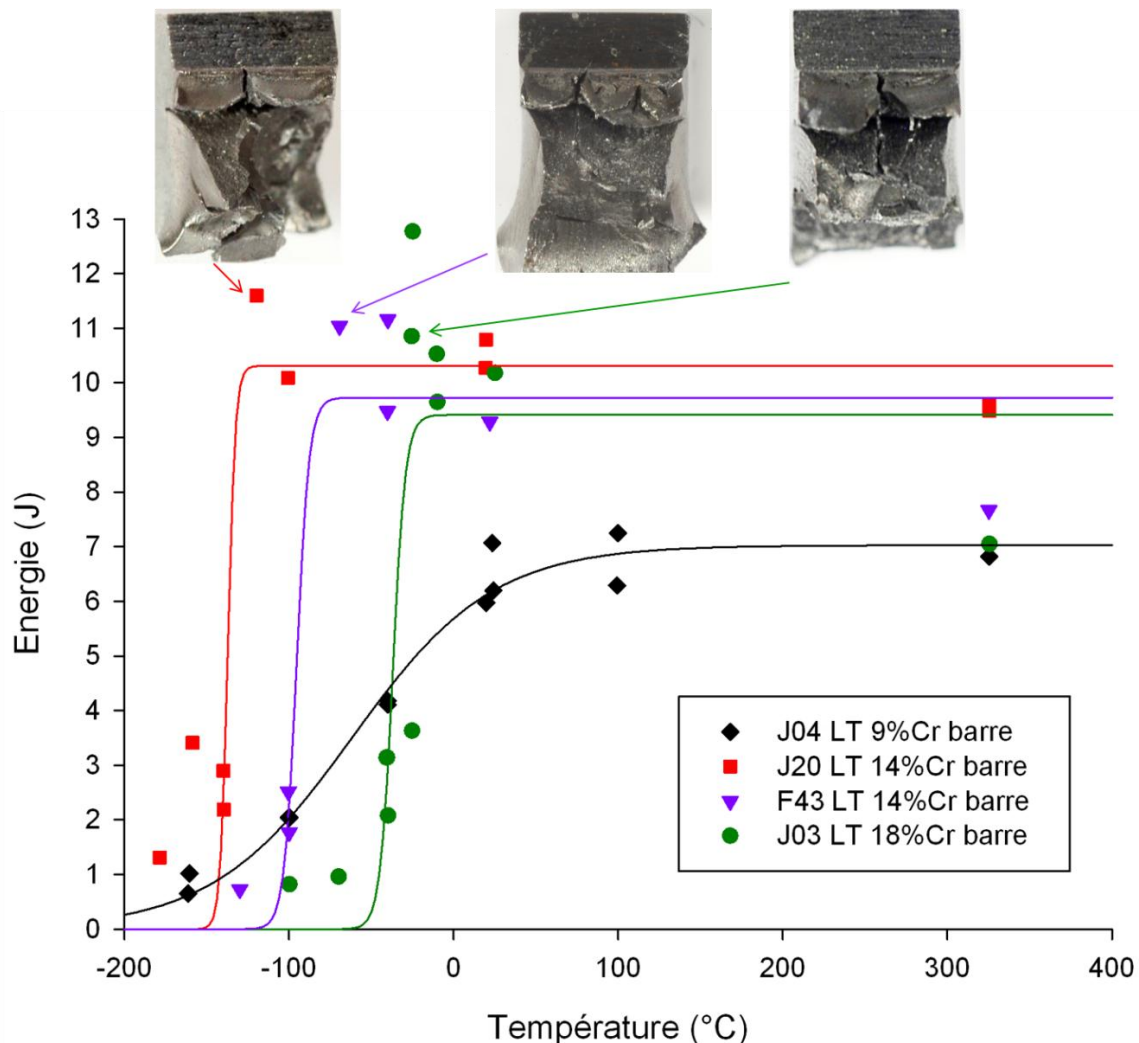 13
12
11
10
9
8
7
6
5
4
3
2
1
0
Energie (J)
J04 LT 9%Cr barre
J20 LT 14%Cr barre
F43 LT 14%Cr barre
J03 LT 18%Cr barre
-200 -100 0 100 200 300 400
Température (°C)